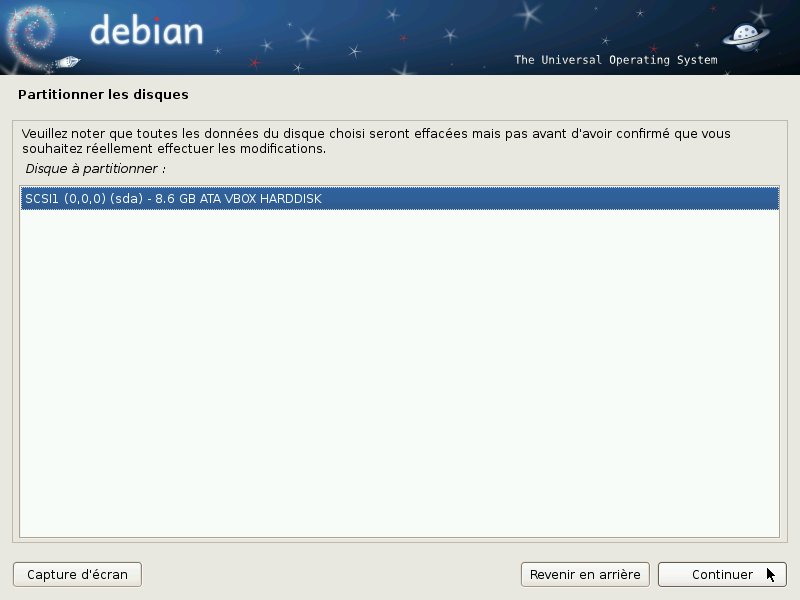 debian
The Universal Operating System
Partitionner les disques
Veuillez noter que toutes les données du disque choisi seront effacées mais pas avant d'avoir confirmé que vous
souhaitez réellement effectuer les modifications.
Disque à partitionner :
SCSI1 (0,0,0) (sda) - 8.6 GB ATA VBOX HARDDISK
Capture d'écran
Revenir en arrière
Continuer